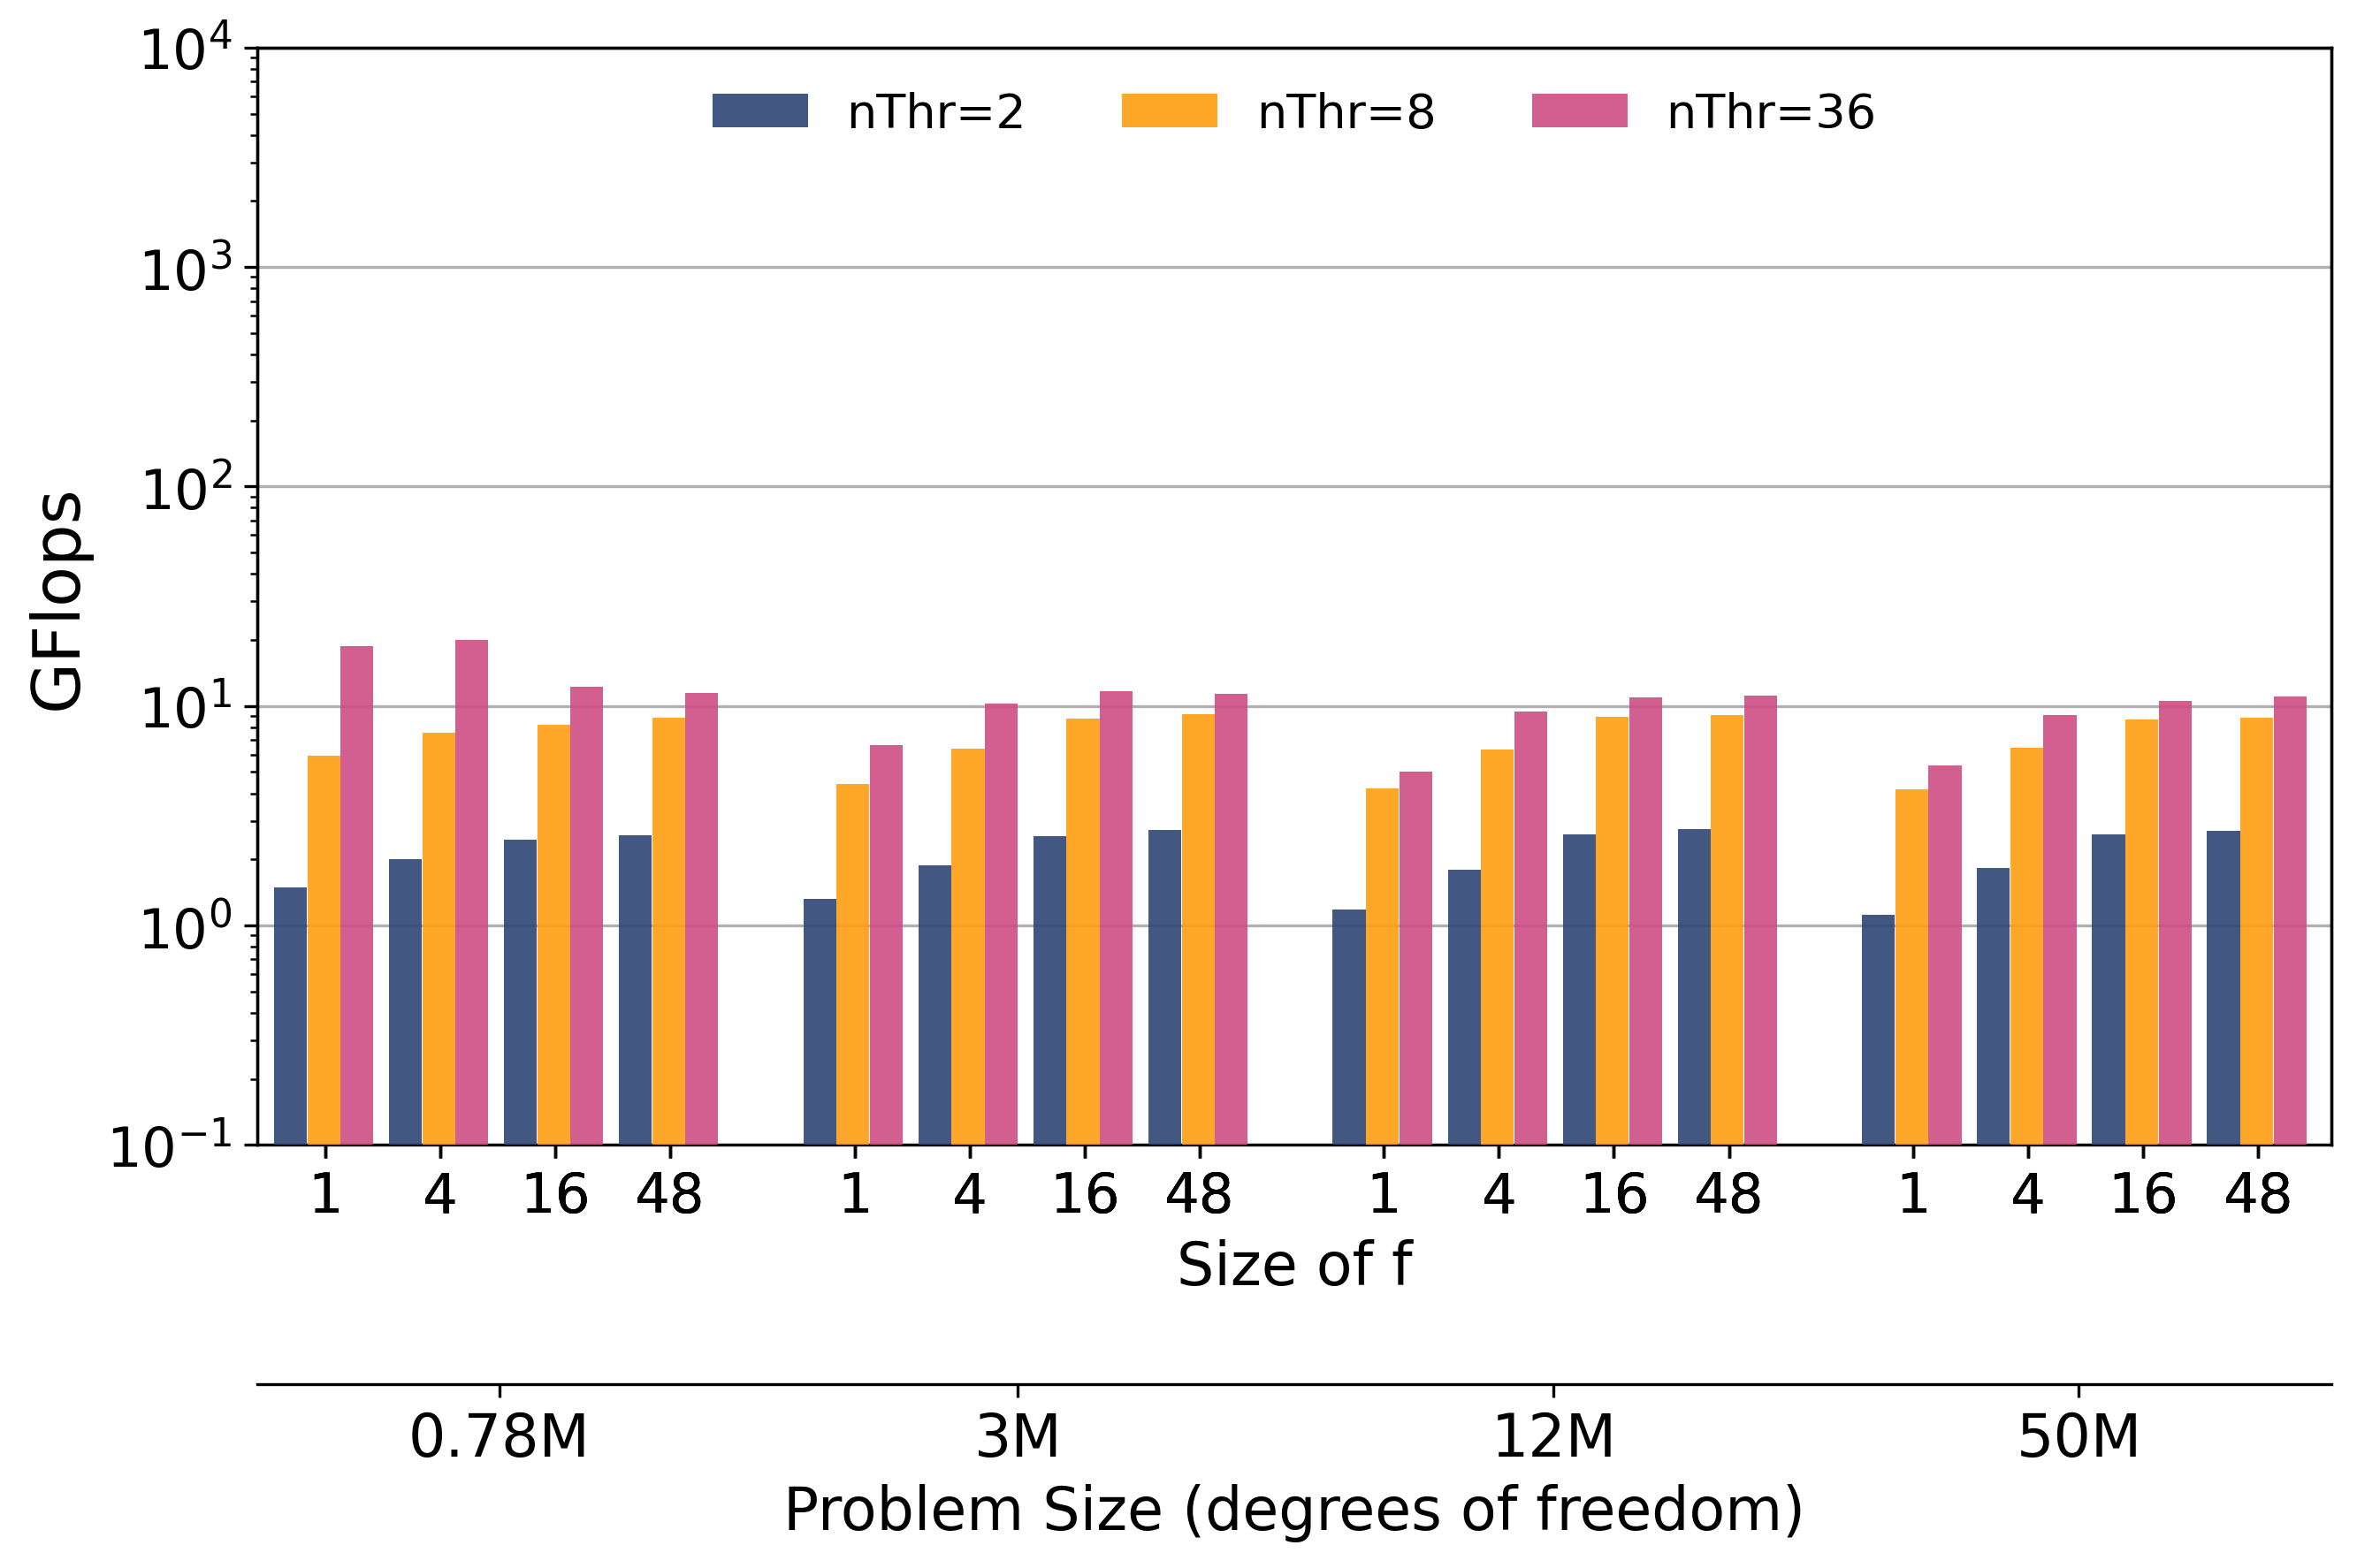 nThr=2 nThr=8 nThr=36
10^4
10^3
10^2
10^1
10^0
10^−1
GFlops
1 4 16 48 1 4 16 48 1 4 16 48 1 4 16 48
Size of f
0.78M 3M 12M 50M
Problem Size (degrees of freedom)